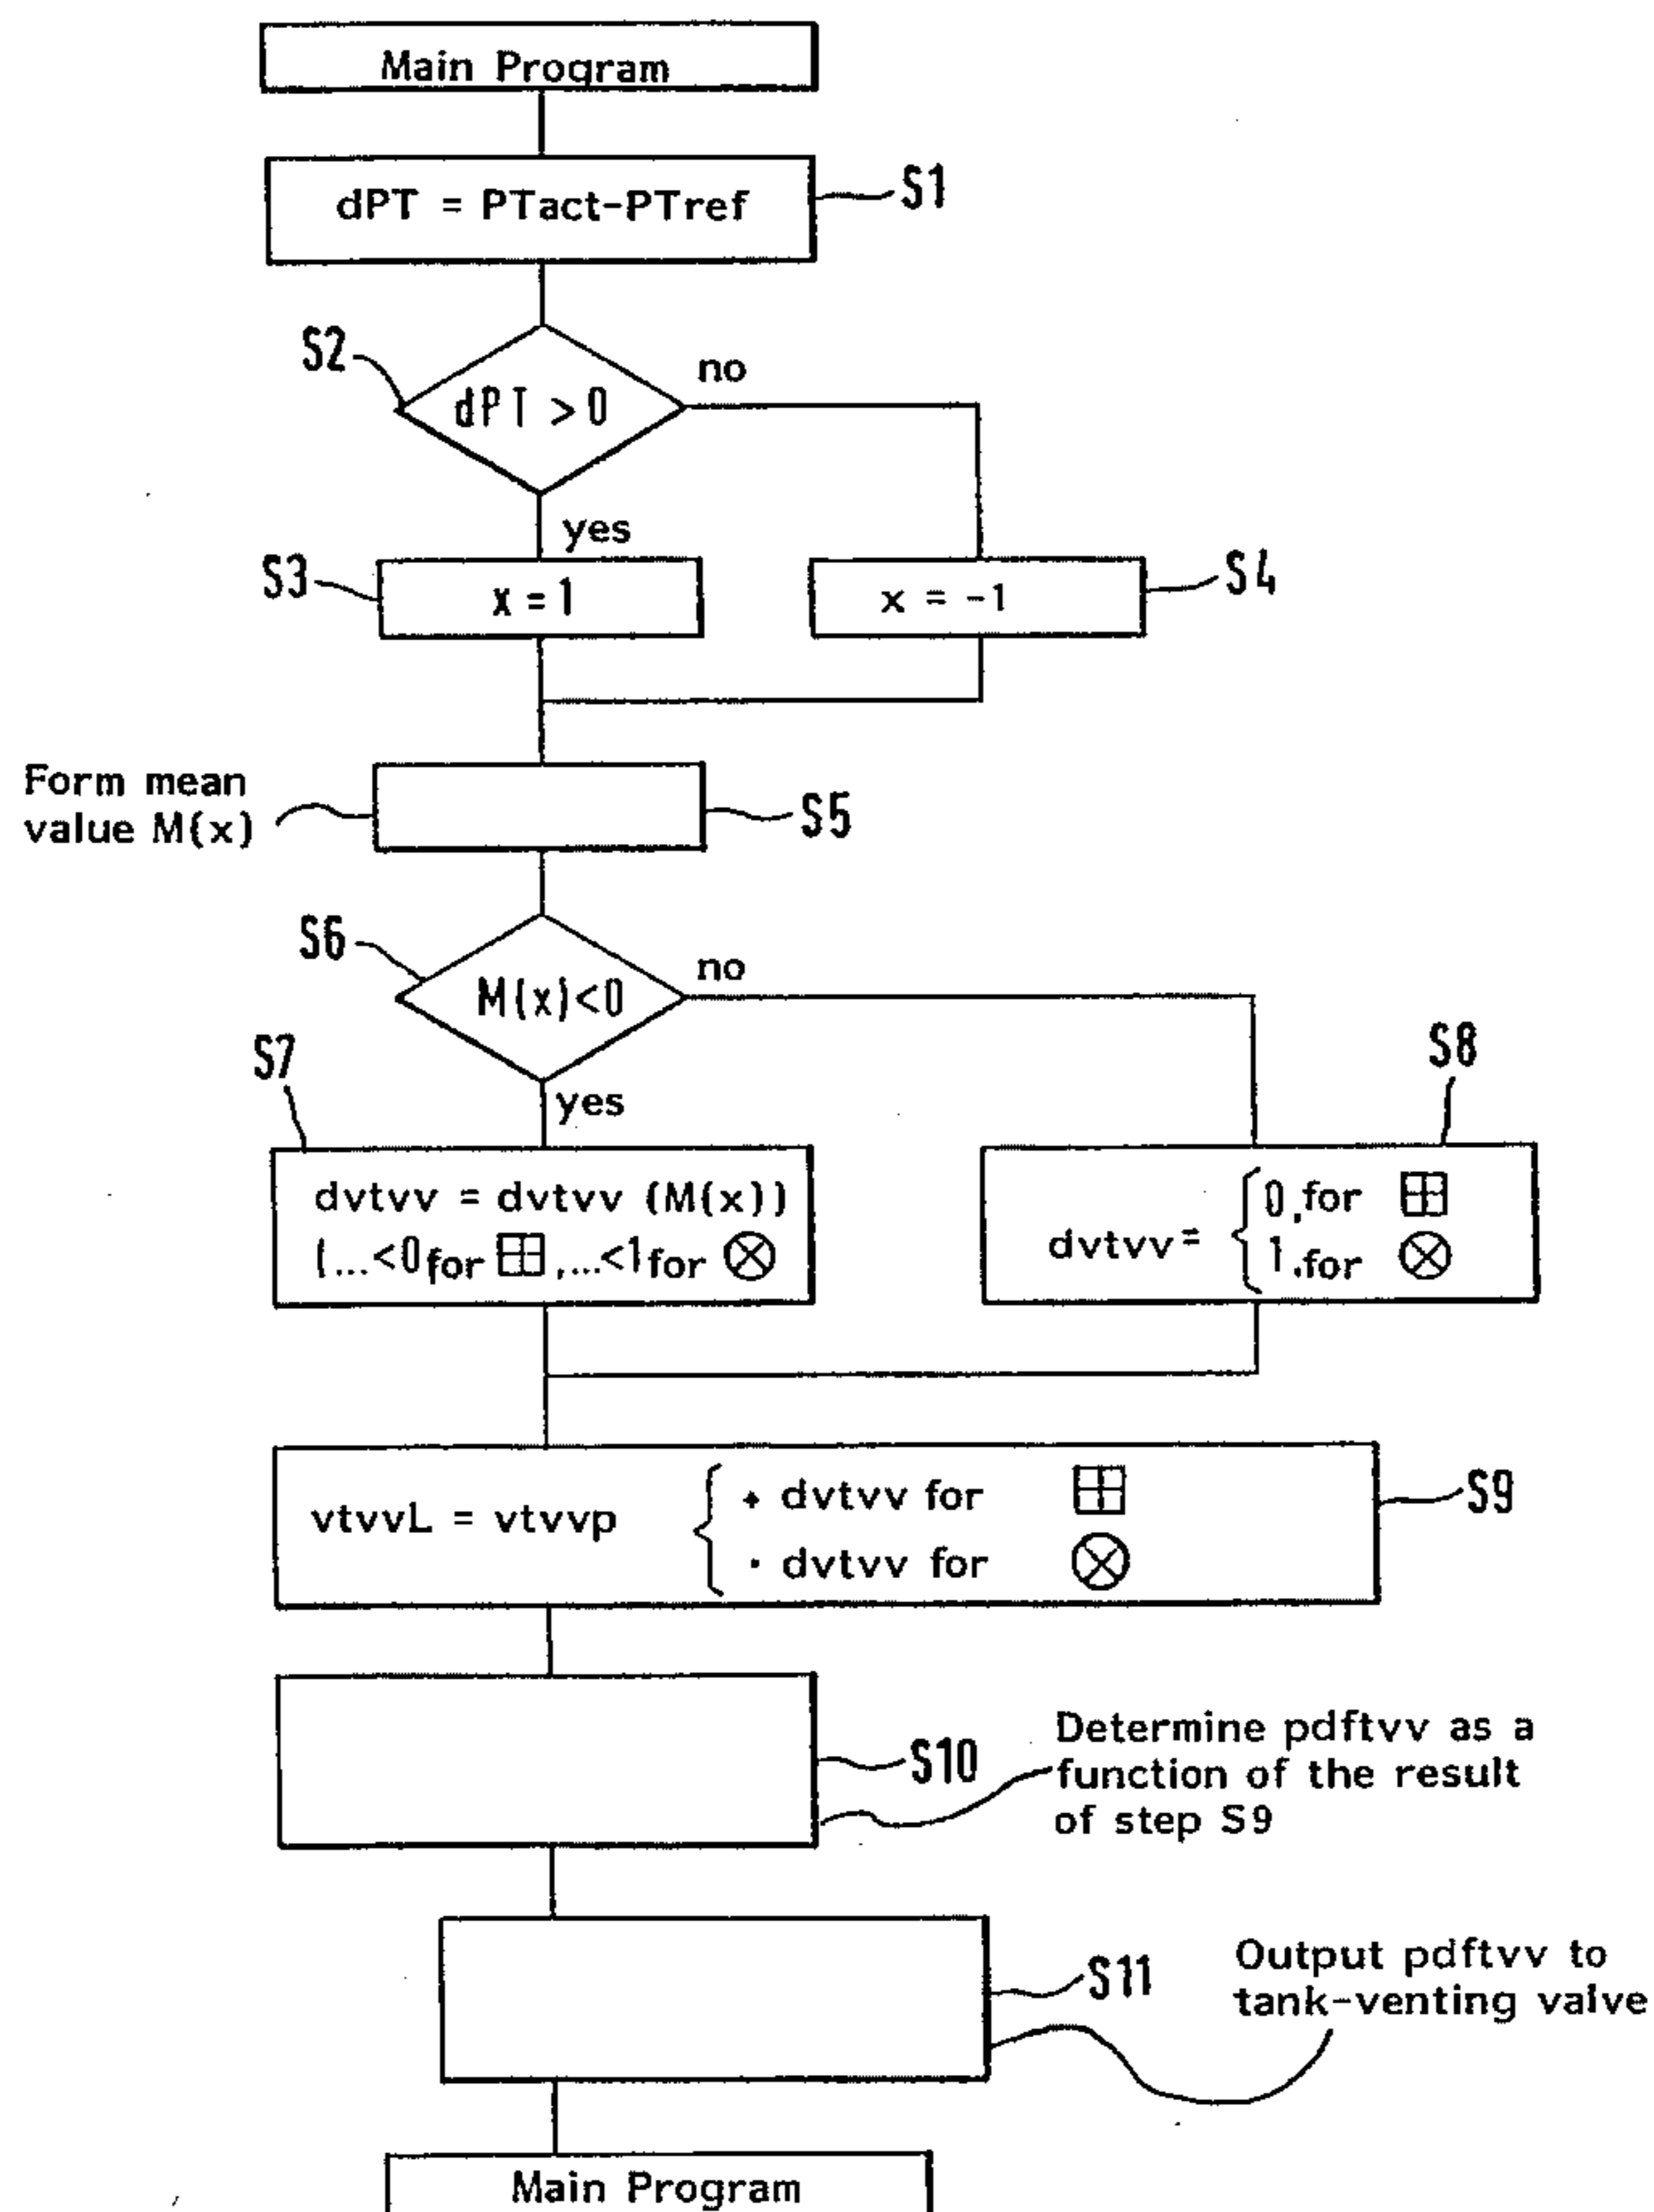 Main Program
dPT = PTact-PTref
S1
S2
dPT > 0
no
yes
S3
x = 1
x = -1
S4
Form mean
value M(x)
S5
S6
M(x)<0
no
yes
S7
dvtvv = dvtvv (M(x))
(...<0 for ⊞, ...<1 for ⊗
S8
dvtvv = { 0, for ⊞
1, for ⊗
vtvvL = vtvvp { + dvtvv for ⊞
· dvtvv for ⊗
S9
S10
Determine pdftvv as a
function of the result
of step S9
S11
Output pdftvv to
tank-venting valve
Main Program